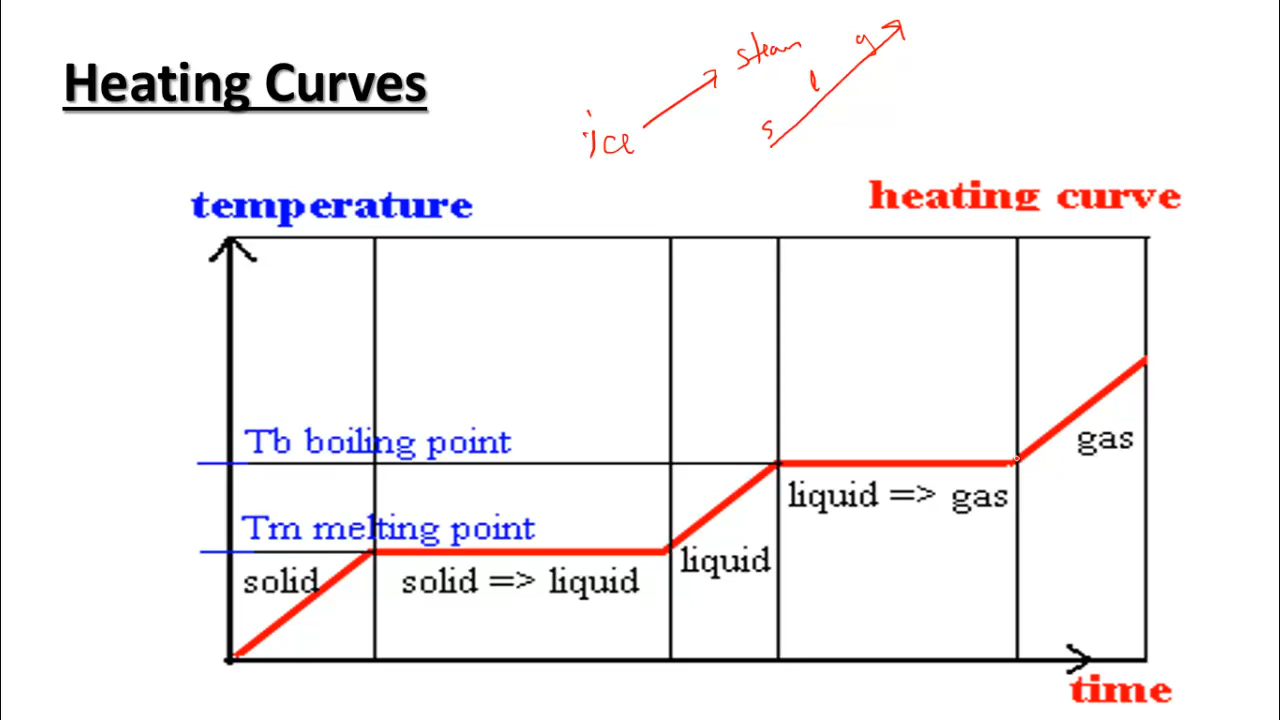 Heating Curves
ice
steam
s
l
g
temperature
heating curve
Tb boiling point
Tm melting point
gas
liquid => gas
liquid
solid
solid => liquid
time